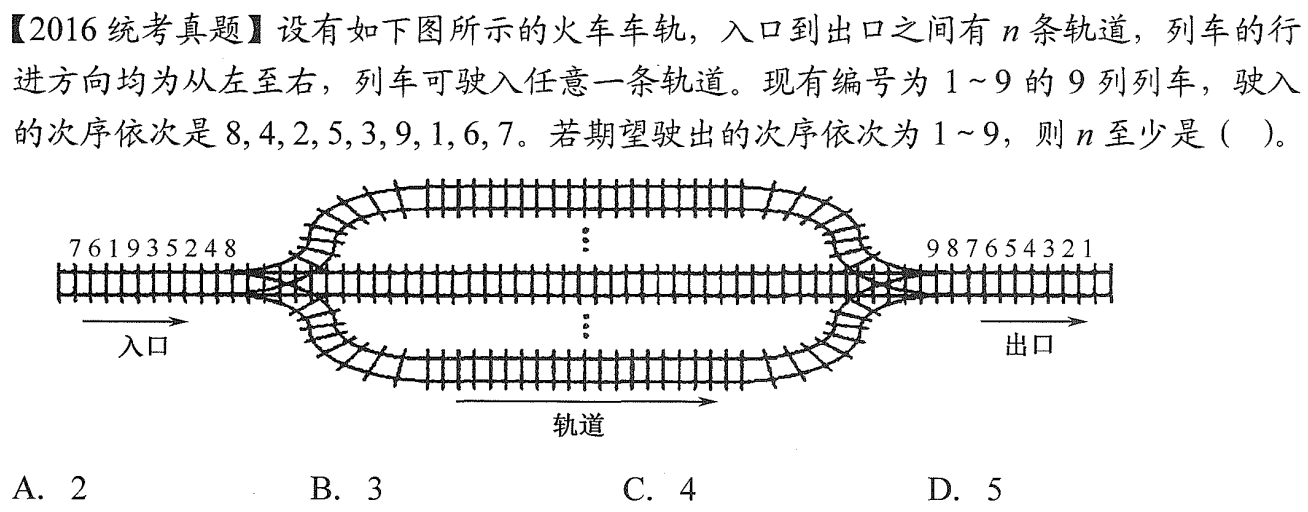 【2016 统考真题】设有如下图所示的火车车轨，入口到出口之间有 n 条轨道，列车的行
进方向均为从左至右，列车可驶入任意一条轨道。现有编号为 1~9 的 9 列列车，驶入
的次序依次是 8, 4, 2, 5, 3, 9, 1, 6, 7。若期望驶出的次序依次为 1~9，则 n 至少是（ ）。
7 6 1 9 3 5 2 4 8
9 8 7 6 5 4 3 2 1
入口
出口
轨道
A. 2 B. 3 C. 4 D. 5